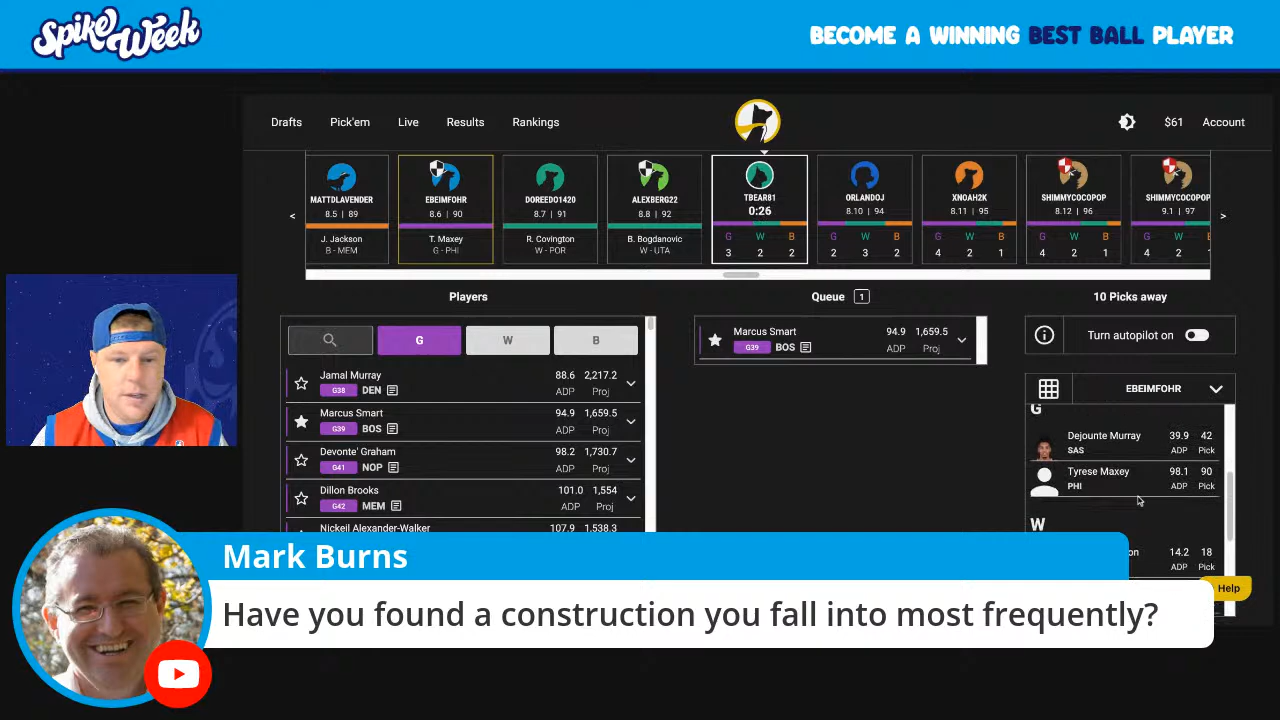 Spike Week
BECOME A WINNING BEST BALL PLAYER
Drafts Pick'em Live Results Rankings
$61 Account
<
MATTDLAVENDER
8.5 | 89
J. Jackson
B - MEM
EBEIMFOHR
8.6 | 90
T. Maxey
G - PHI
DOREEDO1420
8.7 | 91
R. Covington
W - POR
ALEXBERG22
8.8 | 92
B. Bogdanovic
W - UTA
TBEAR81
0:26
G W B
3 2 2
ORLANDOJ
8.10 | 94
G W B
2 3 2
XNOAH2K
8.11 | 95
G W B
4 2 1
SHIMMYCOCOPOP
8.12 | 96
G W B
4 2 1
SHIMMYCOCOPOP
9.1 | 97
G W B
4 2
>
Players
G W B
Jamal Murray 88.6 2,217.2
G38 DEN ADP Proj
Marcus Smart 94.9 1,659.5
G39 BOS ADP Proj
Devonte' Graham 98.2 1,730.7
G41 NOP ADP Proj
Dillon Brooks 101.0 1,554
G42 MEM ADP Proj
Nickeil Alexander-Walker 107.9 1,538.3
Queue 1
Marcus Smart 94.9 1,659.5
G39 BOS ADP Proj
10 Picks away
Turn autopilot on
EBEIMFOHR
G
Dejounte Murray 39.9 42
SAS ADP Pick
Tyrese Maxey 98.1 90
PHI ADP Pick
W
on 14.2 18
ADP Pick
Help
Mark Burns
Have you found a construction you fall into most frequently?